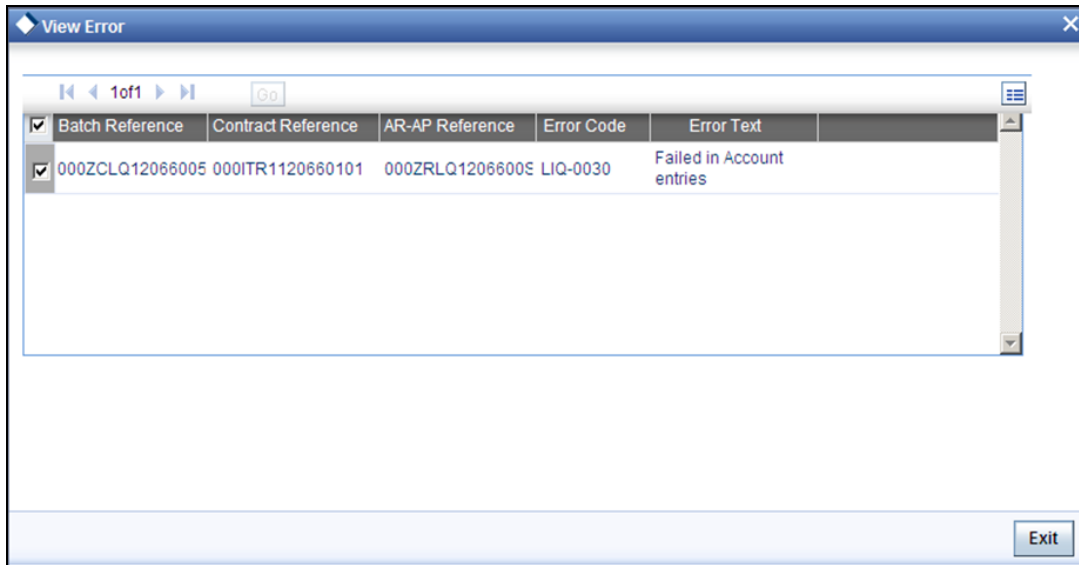 View Error
1of1 Go
Batch Reference Contract Reference AR-AP Reference Error Code Error Text
000ZCLQ12066005 000ITR1120660101 000ZRLQ1206600S LIQ-0030 Failed in Account
entries
Exit